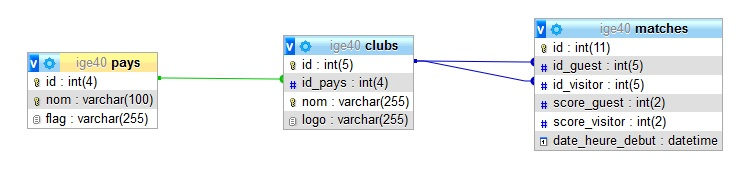 v ige40 pays
id : int(4)
nom : varchar(100)
flag : varchar(255)
v ige40 clubs
id : int(5)
# id_pays : int(4)
nom : varchar(255)
logo : varchar(255)
v ige40 matches
id : int(11)
# id_guest : int(5)
# id_visitor : int(5)
# score_guest : int(2)
# score_visitor : int(2)
date_heure_debut : datetime